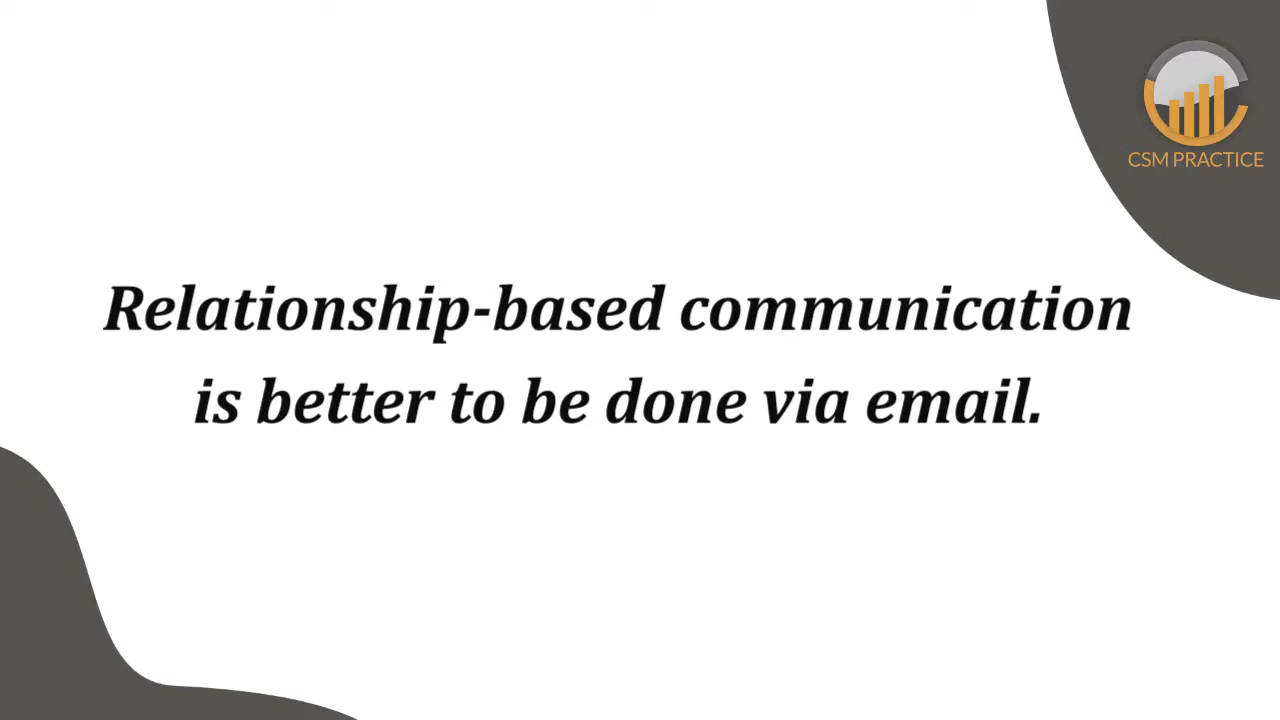 CSM PRACTICE
Relationship-based communication
is better to be done via email.